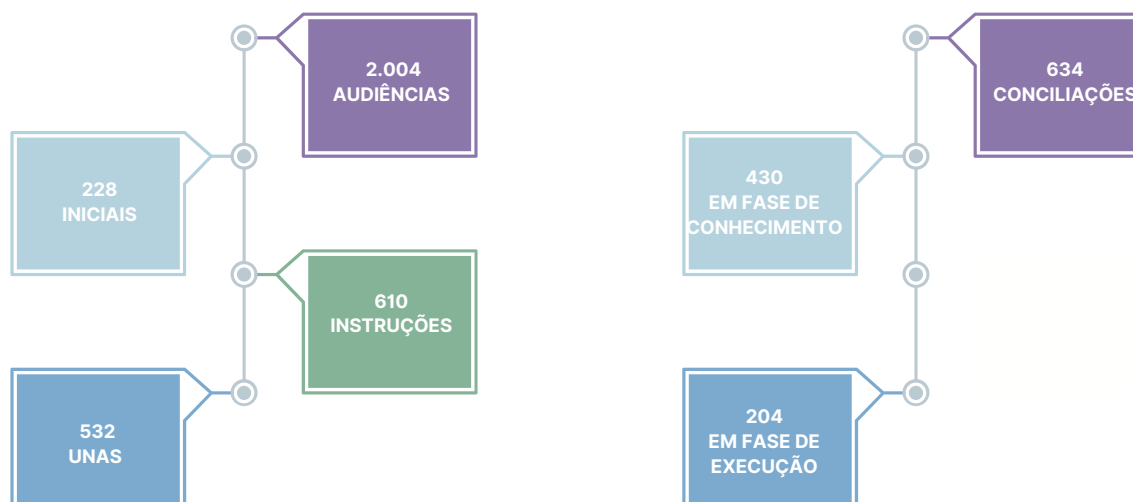 2.004
AUDIÊNCIAS
228
INICIAIS
610
INSTRUÇÕES
532
UNAS
634
CONCILIAÇÕES
430
EM FASE DE
CONHECIMENTO
204
EM FASE DE
EXECUÇÃO